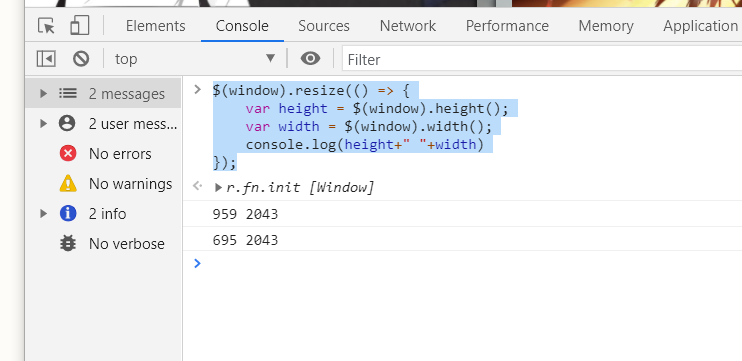 Elements Console Sources Network Performance Memory Application
top Filter
2 messages
2 user mess...
No errors
No warnings
2 info
No verbose
$(window).resize(() => {
    var height = $(window).height();
    var width = $(window).width();
    console.log(height+" "+width)
});
r.fn.init [Window]
959 2043
695 2043